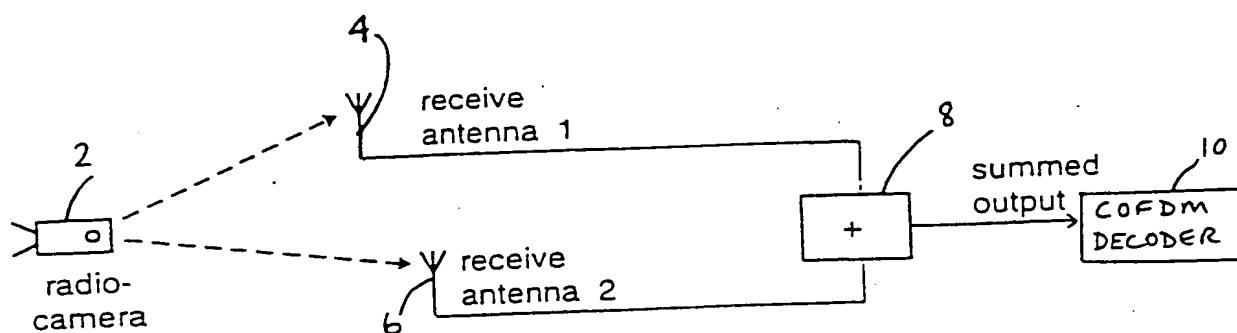 4
receive
antenna 1
8
2
summed
output
10
COFDM
DECODER
+
radio-
camera
receive
antenna 2
6